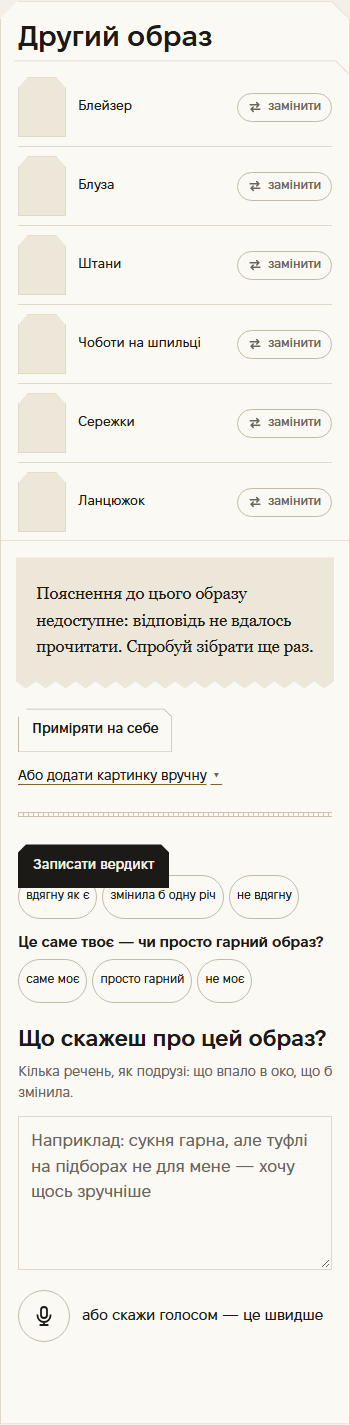 Другий образ
Блейзер
замінити
Блуза
замінити
Штани
замінити
Чоботи на шпильці
замінити
Сережки
замінити
Ланцюжок
замінити
Пояснення до цього образу
недоступне: відповідь не вдалось
прочитати. Спробуй зібрати ще раз.
Приміряти на себе
Або додати картинку вручну
Записати вердикт
вдягну як є
змінила б одну річ
не вдягну
Це саме твоє — чи просто гарний образ?
саме моє
просто гарний
не моє
Що скажеш про цей образ?
Кілька речень, як подрузі: що впало в око, що б
змінила.
Наприклад: сукня гарна, але туфлі
на підборах не для мене — хочу
щось зручніше
або скажи голосом — це швидше